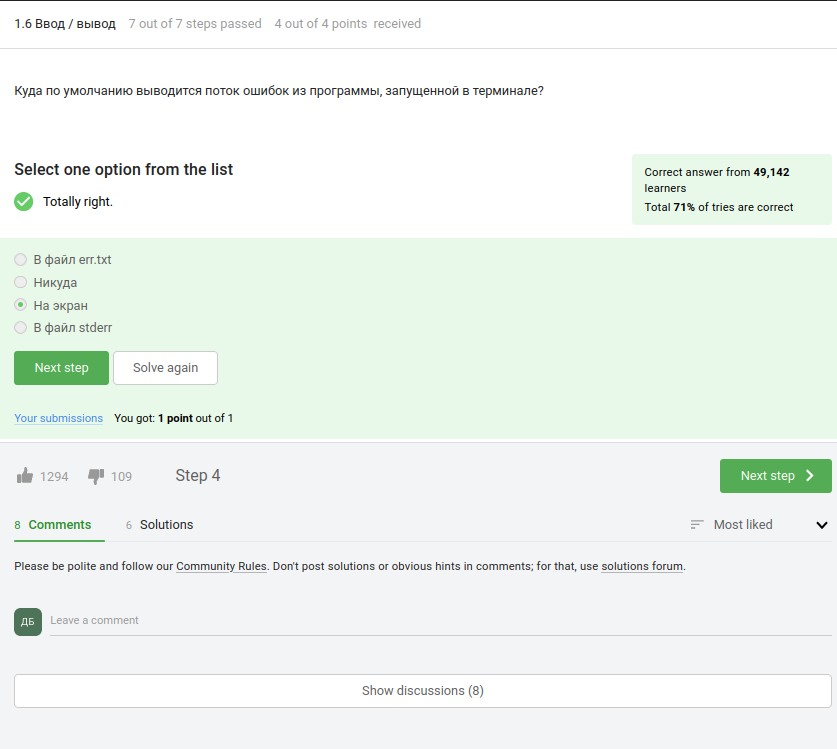 1.6 Ввод / вывод 7 out of 7 steps passed 4 out of 4 points received
Куда по умолчанию выводится поток ошибок из программы, запущенной в терминале?
Select one option from the list
Correct answer from 49,142
learners
Total 71% of tries are correct
Totally right.
В файл err.txt
Никуда
На экран
В файл stderr
Next step Solve again
Your submissions You got: 1 point out of 1
1294 109 Step 4 Next step
8 Comments 6 Solutions Most liked
Please be polite and follow our Community Rules. Don't post solutions or obvious hints in comments; for that, use solutions forum.
ДБ Leave a comment
Show discussions (8)